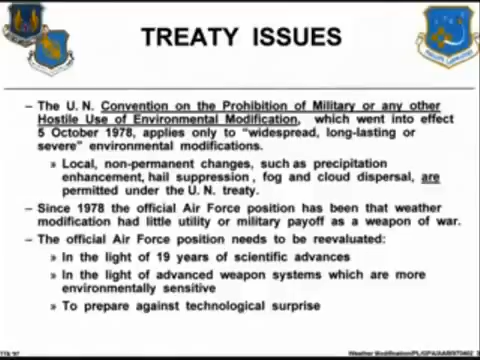 TREATY ISSUES
– The U. N. Convention on the Prohibition of Military or any other
Hostile Use of Environmental Modification, which went into effect
5 October 1978, applies only to “widespread, long-lasting or
severe” environmental modifications.
» Local, non-permanent changes, such as precipitation
enhancement, hail suppression , fog and cloud dispersal, are
permitted under the U. N. treaty.
– Since 1978 the official Air Force position has been that weather
modification had little utility or military payoff as a weapon of war.
– The official Air Force position needs to be reevaluated:
» In the light of 19 years of scientific advances
» In the light of advanced weapon systems which are more
environmentally sensitive
» To prepare against technological surprise